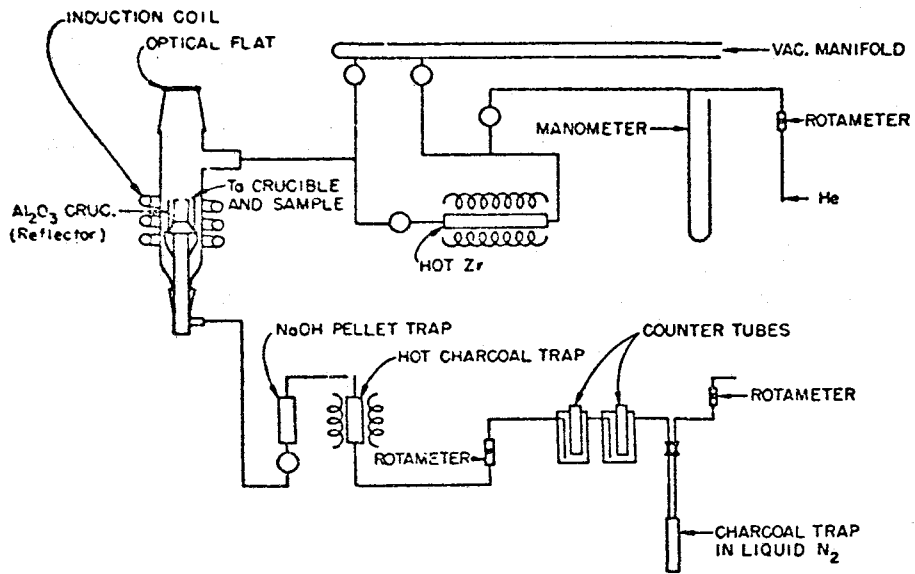 INDUCTION COIL
OPTICAL FLAT
VAC. MANIFOLD
MANOMETER
ROTAMETER
Ta CRUCIBLE
AND SAMPLE
Al2O3 CRUC.
(Reflector)
He
HOT Zr
NaOH PELLET TRAP
HOT CHARCOAL TRAP
COUNTER TUBES
ROTAMETER
ROTAMETER
CHARCOAL TRAP
IN LIQUID N2